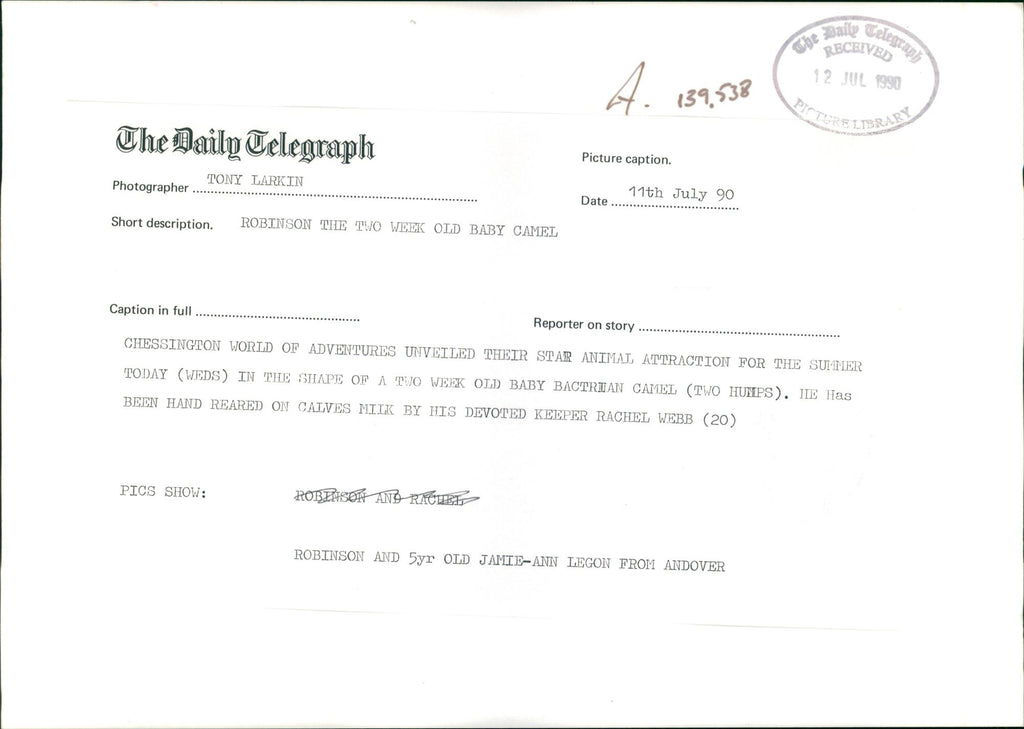 The Daily Telegraph
RECEIVED
12 JUL 1990
PICTURE LIBRARY
A. 139,538
The Daily Telegraph
Picture caption.
Photographer TONY LARKIN
Date 11th July 90
Short description. ROBINSON THE TWO WEEK OLD BABY CAMEL
Caption in full
Reporter on story
CHESSINGTON WORLD OF ADVENTURES UNVEILED THEIR STAR ANIMAL ATTRACTION FOR THE SUMMER
TODAY (WEDS) IN THE SHAPE OF A TWO WEEK OLD BABY BACTRIAN CAMEL (TWO HUMPS). HE Has
BEEN HAND REARED ON CALVES MILK BY HIS DEVOTED KEEPER RACHEL WEBB (20)
PICS SHOW: ROBINSON AND RACHEL
ROBINSON AND 5yr OLD JAMIE-ANN LEGON FROM ANDOVER